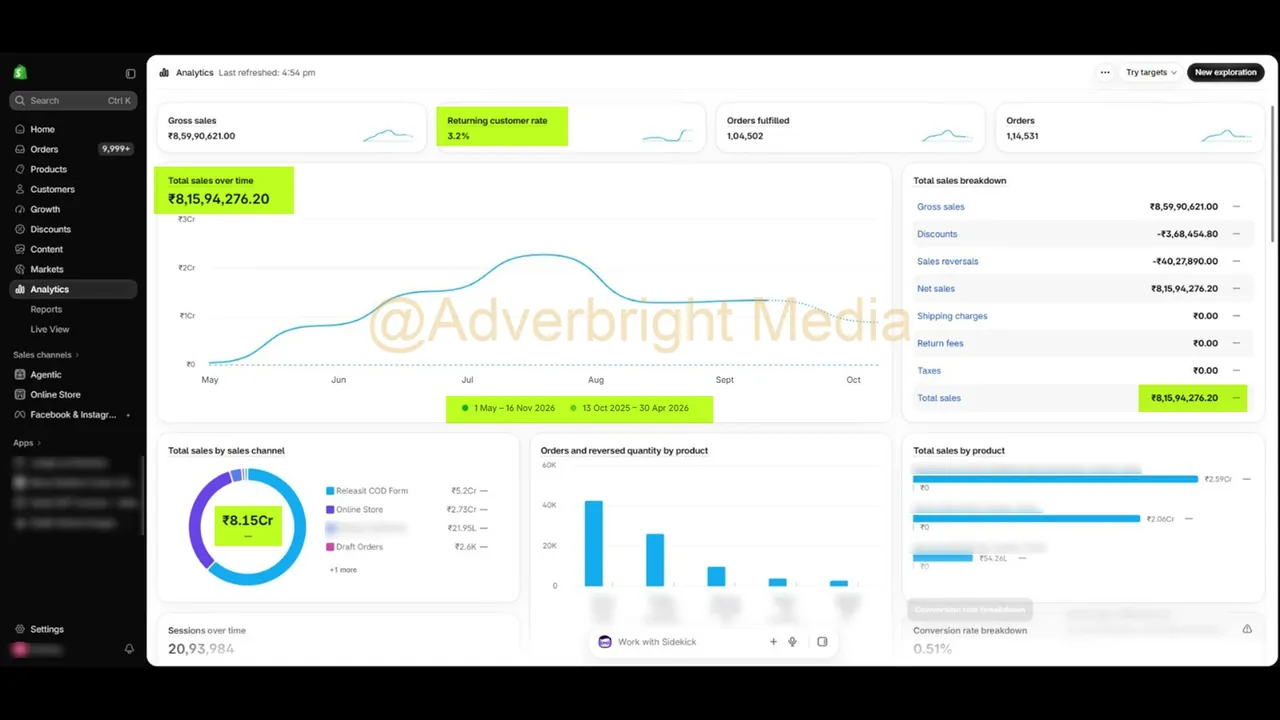 Analytics Last refreshed: 4:54 pm
Try targets
New exploration
Search Ctrl K
Home
Orders 9,999+
Products
Customers
Growth
Discounts
Content
Markets
Analytics
Reports
Live View
Sales channels
Agentic
Online Store
Facebook & Instagr...
Apps
Settings
Gross sales
₹8,59,90,621.00
Returning customer rate
3.2%
Orders fulfilled
1,04,502
Orders
1,14,531
Total sales over time
₹8,15,94,276.20
₹3Cr
₹2Cr
₹1Cr
₹0
May Jun Jul Aug Sept Oct
1 May – 16 Nov 2026 13 Oct 2025 – 30 Apr 2026
@Adverbright Media
Total sales breakdown
Gross sales ₹8,59,90,621.00 —
Discounts -₹3,68,454.80 —
Sales reversals -₹40,27,890.00 —
Net sales ₹8,15,94,276.20 —
Shipping charges ₹0.00 —
Return fees ₹0.00 —
Taxes ₹0.00 —
Total sales ₹8,15,94,276.20 —
Total sales by sales channel
₹8.15Cr
—
Releasit COD Form ₹5.2Cr —
Online Store ₹2.73Cr —
₹21.95L —
Draft Orders ₹2.6K —
+1 more
Orders and reversed quantity by product
60K
40K
20K
0
Total sales by product
₹2.59Cr —
₹0
₹2.06Cr —
₹0
₹54.26L —
₹0
Sessions over time
20,93,984
Work with Sidekick
Conversion rate breakdown
Conversion rate breakdown
0.51%